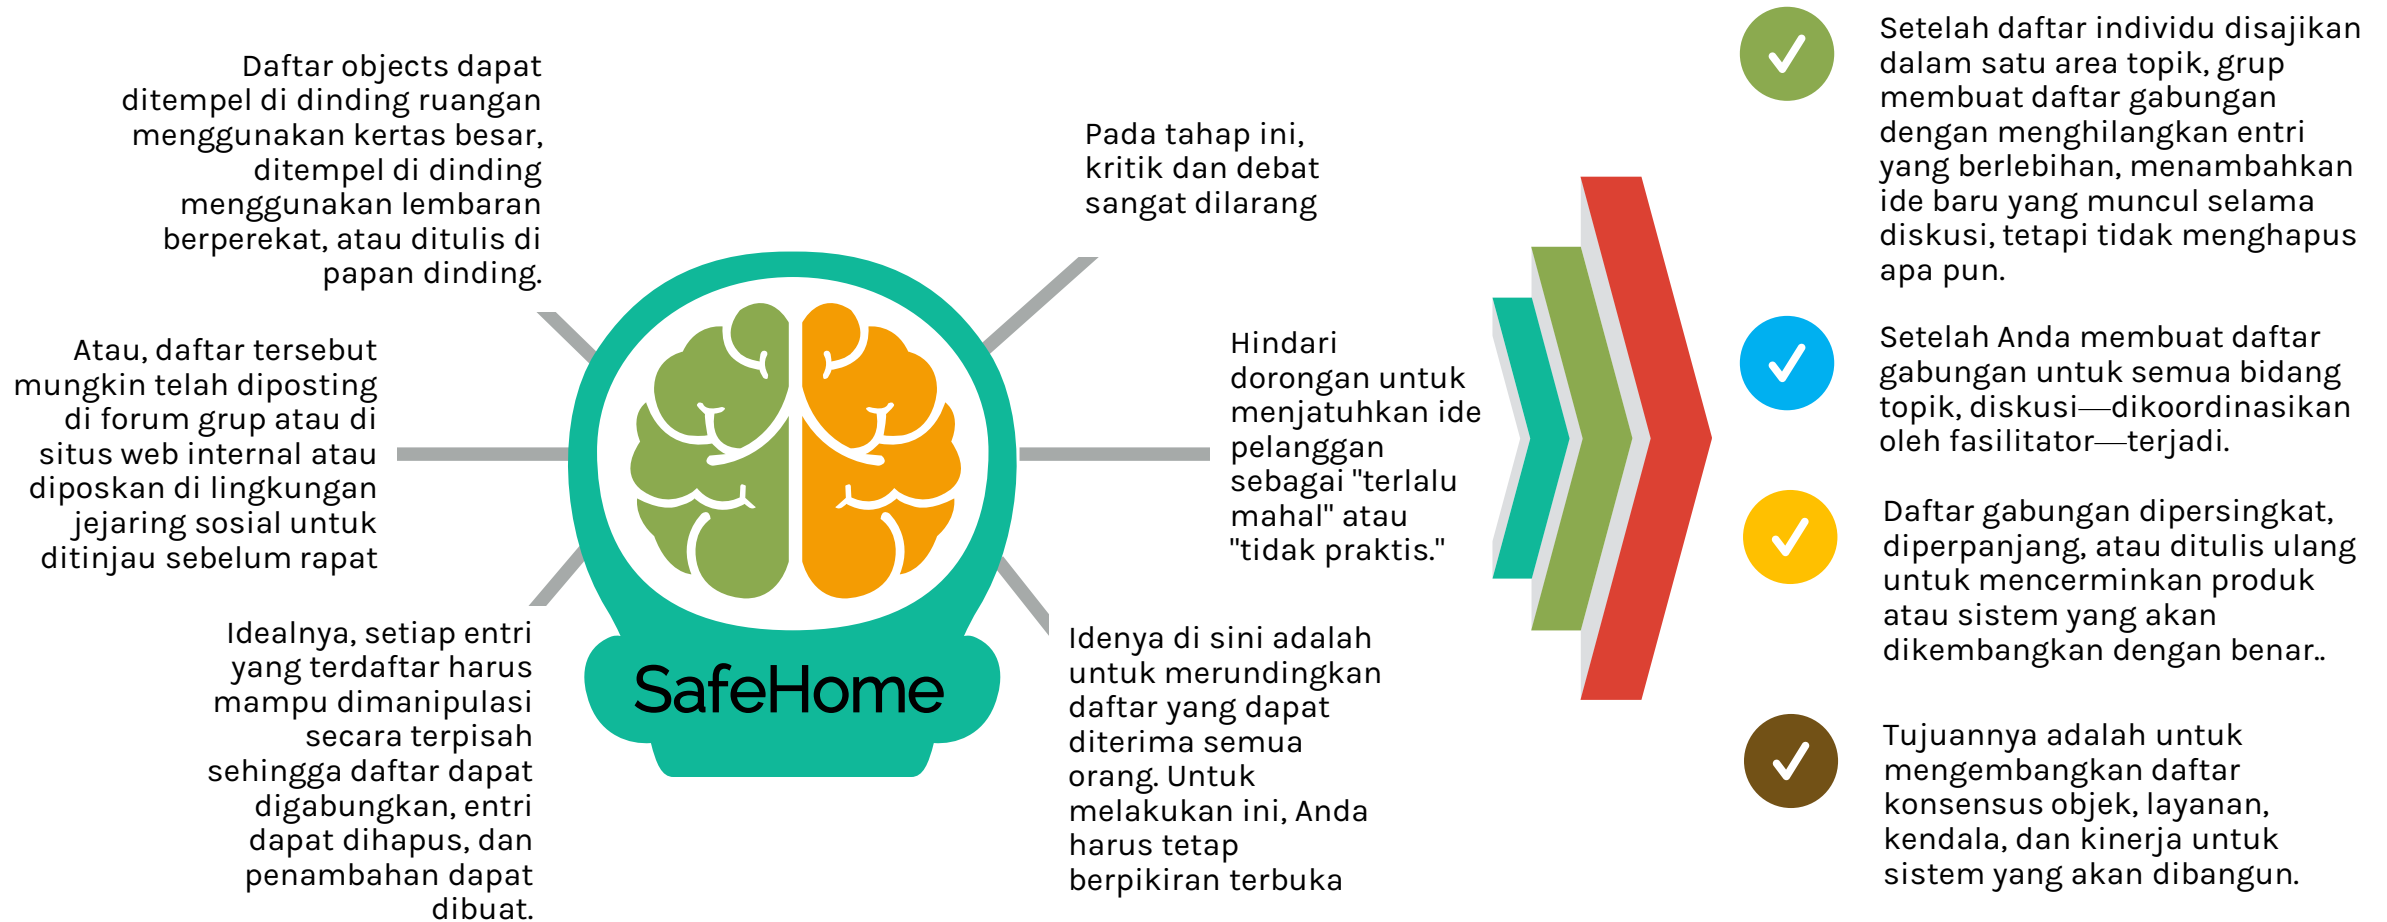 Daftar objects dapat
ditempel di dinding ruangan
menggunakan kertas besar,
ditempel di dinding
menggunakan lembaran
berperekat, atau ditulis di
papan dinding.
Atau, daftar tersebut
mungkin telah diposting
di forum grup atau di
situs web internal atau
diposkan di lingkungan
jejaring sosial untuk
ditinjau sebelum rapat
Idealnya, setiap entri
yang terdaftar harus
mampu dimanipulasi
secara terpisah
sehingga daftar dapat
digabungkan, entri
dapat dihapus, dan
penambahan dapat
dibuat.
SafeHome
Pada tahap ini,
kritik dan debat
sangat dilarang
Hindari
dorongan untuk
menjatuhkan ide
pelanggan
sebagai "terlalu
mahal" atau
"tidak praktis."
Idenya di sini adalah
untuk merundingkan
daftar yang dapat
diterima semua
orang. Untuk
melakukan ini, Anda
harus tetap
berpikiran terbuka
Setelah daftar individu disajikan
dalam satu area topik, grup
membuat daftar gabungan
dengan menghilangkan entri
yang berlebihan, menambahkan
ide baru yang muncul selama
diskusi, tetapi tidak menghapus
apa pun.
Setelah Anda membuat daftar
gabungan untuk semua bidang
topik, diskusi—dikoordinasikan
oleh fasilitator—terjadi.
Daftar gabungan dipersingkat,
diperpanjang, atau ditulis ulang
untuk mencerminkan produk
atau sistem yang akan
dikembangkan dengan benar..
Tujuannya adalah untuk
mengembangkan daftar
konsensus objek, layanan,
kendala, dan kinerja untuk
sistem yang akan dibangun.